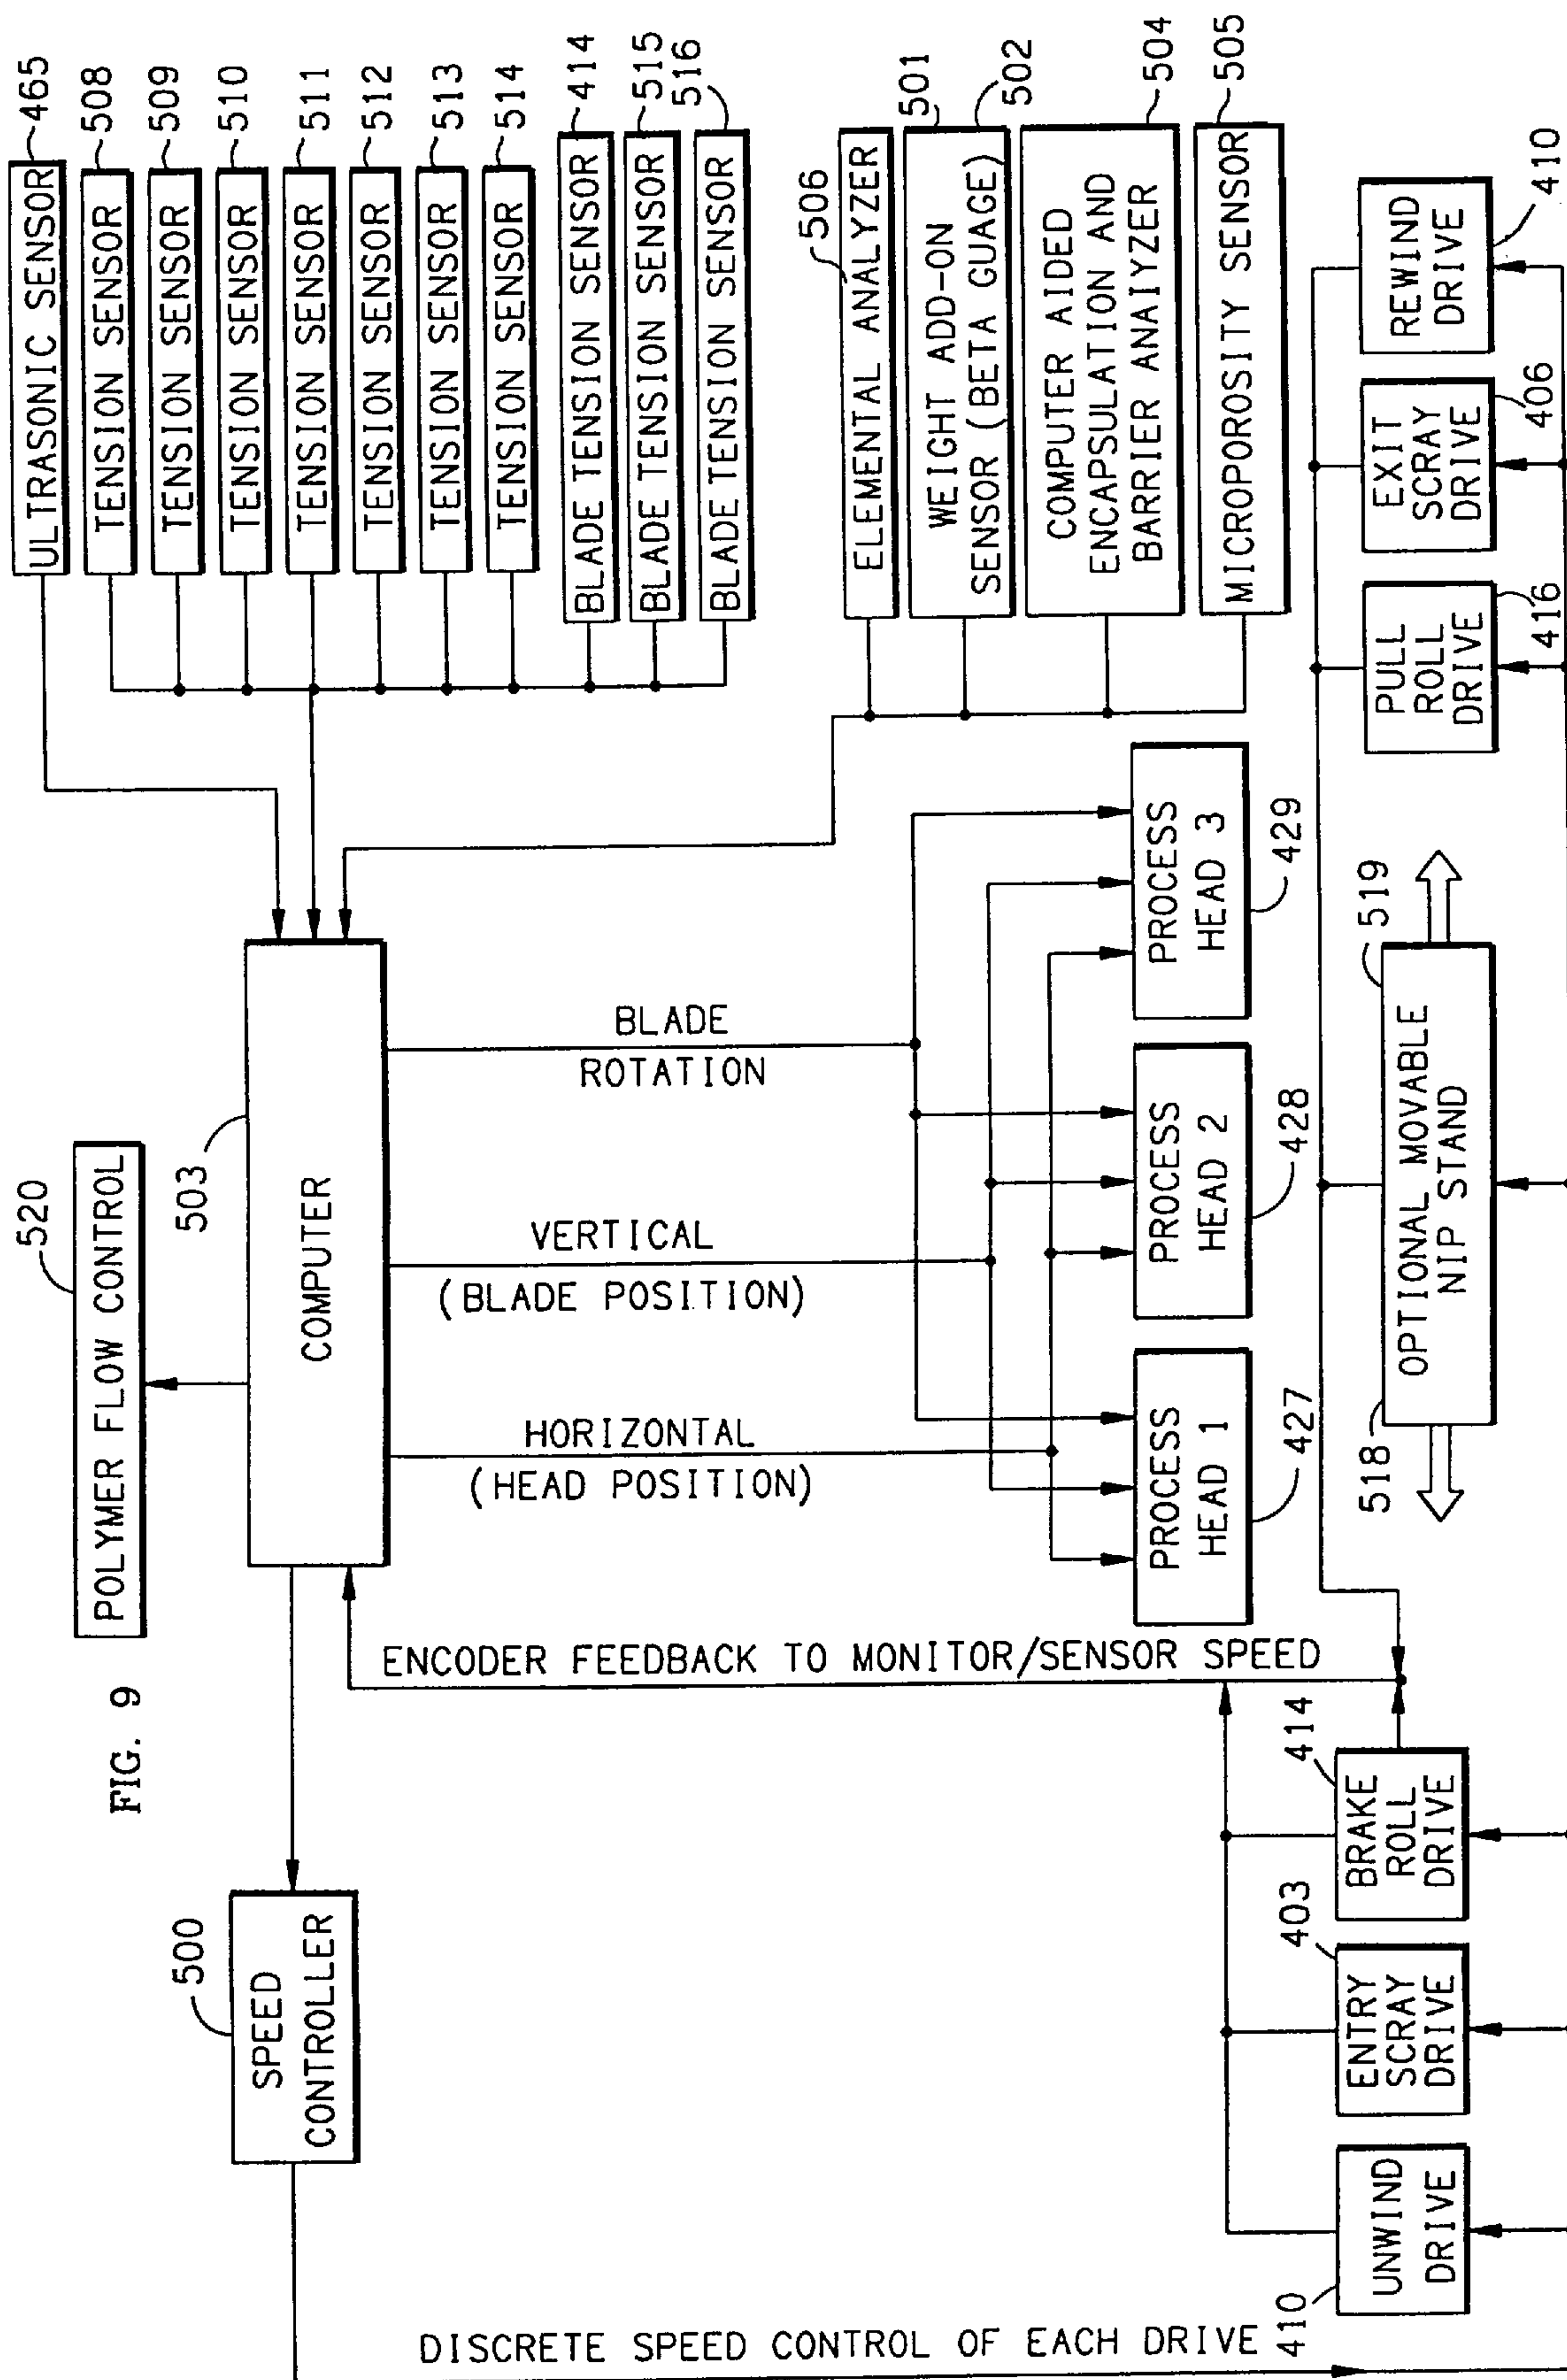 FIG. 9
520
POLYMER FLOW CONTROL
500
SPEED
CONTROLLER
503
COMPUTER
ULTRASONIC SENSOR
465
TENSION SENSOR
508
TENSION SENSOR
509
TENSION SENSOR
510
TENSION SENSOR
511
TENSION SENSOR
512
TENSION SENSOR
513
TENSION SENSOR
514
BLADE TENSION SENSOR
414
BLADE TENSION SENSOR
515
BLADE TENSION SENSOR
516
506
ELEMENTAL ANALYZER
501
WEIGHT ADD-ON
SENSOR (BETA GUAGE)
502
COMPUTER AIDED
ENCAPSULATION AND
BARRIER ANAIYZER
504
MICROPOROSITY SENSOR
505
HORIZONTAL
(HEAD POSITION)
VERTICAL
(BLADE POSITION)
BLADE
ROTATION
ENCODER FEEDBACK TO MONITOR/SENSOR SPEED
PROCESS
HEAD 1
427
PROCESS
HEAD 2
428
PROCESS
HEAD 3
429
DISCRETE SPEED CONTROL OF EACH DRIVE
410
UNWIND
DRIVE
403
ENTRY
SCRAY
DRIVE
414
BRAKE
ROLL
DRIVE
518
519
OPTIONAL MOVABLE
NIP STAND
PULL
ROLL
DRIVE
416
EXIT
SCRAY
DRIVE
406
REWIND
DRIVE
410